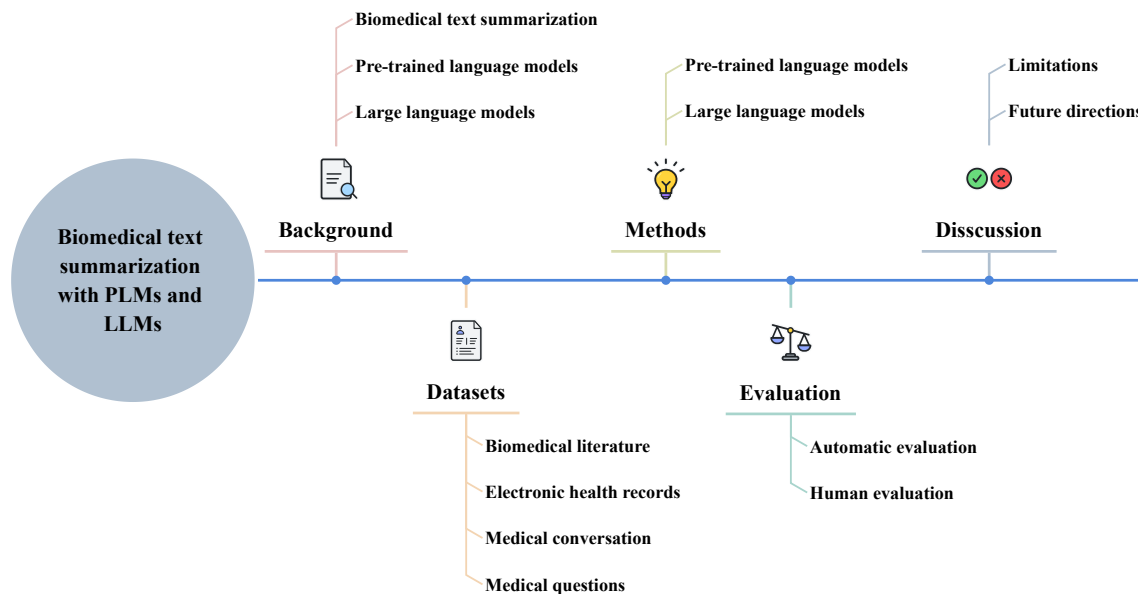 Biomedical text
summarization
with PLMs and
LLMs
Biomedical text summarization
Pre-trained language models
Large language models
Background
Datasets
Biomedical literature
Electronic health records
Medical conversation
Medical questions
Pre-trained language models
Large language models
Methods
Evaluation
Automatic evaluation
Human evaluation
Limitations
Future directions
Disscussion